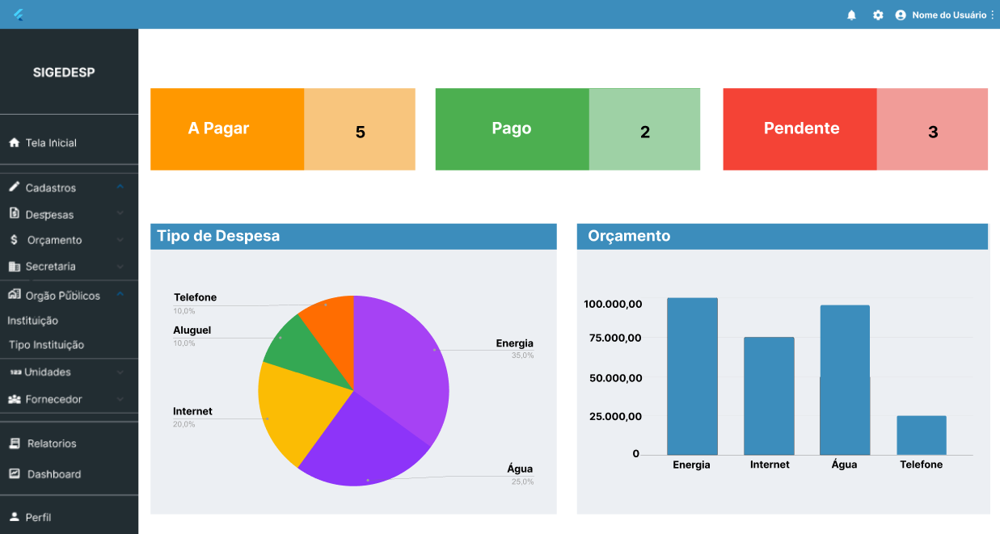 Nome do Usuário
SIGEDESP
Tela Inicial
Cadastros
Despesas
Orçamento
Secretaria
Orgão Públicos
Instituição
Tipo Instituição
123 Unidades
Fornecedor
Relatorios
Dashboard
Perfil
A Pagar
5
Pago
2
Pendente
3
Tipo de Despesa
Telefone
10,0%
Aluguel
10,0%
Internet
20,0%
Energia
35,0%
Água
25,0%
Orçamento
100.000,00
75.000,00
50.000,00
25.000,00
0
Energia
Internet
Água
Telefone